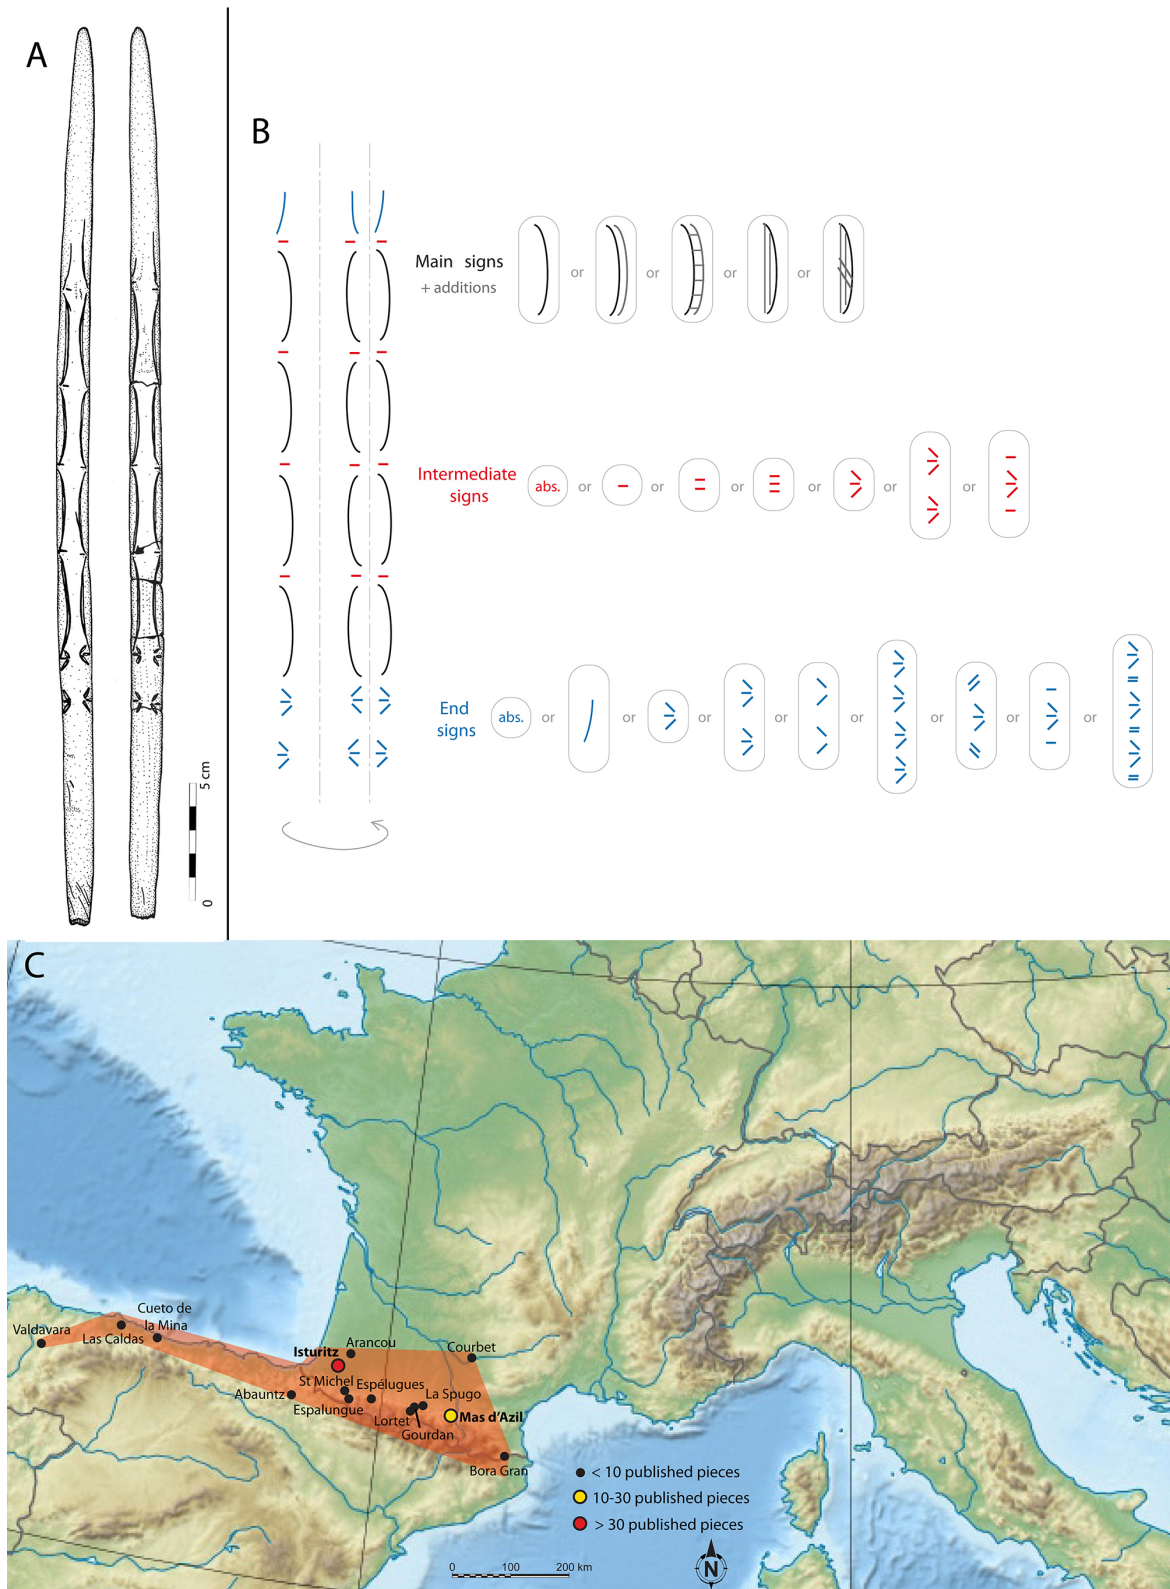 A
B
Main signs
+ additions
or
or
or
or
Intermediate
signs
abs.
or
or
or
or
or
or
End
signs
abs.
or
or
or
or
or
or
or
or
5 cm
0
C
Valdavara
Las Caldas
Cueto de
la Mina
Isturitz
Arancou
Courbet
St Michel
Espélugues
Abauntz
Espalungue
La Spugo
Lortet
Gourdan
Mas d'Azil
Bora Gran
< 10 published pieces
10-30 published pieces
> 30 published pieces
0 100 200 km
N